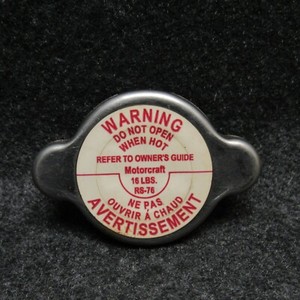 WARNING
DO NOT OPEN
WHEN HOT
REFER TO OWNER'S GUIDE
Motorcraft
16 LBS.
RS-76
NE PAS
OUVRIR À CHAUD
AVERTISSEMENT